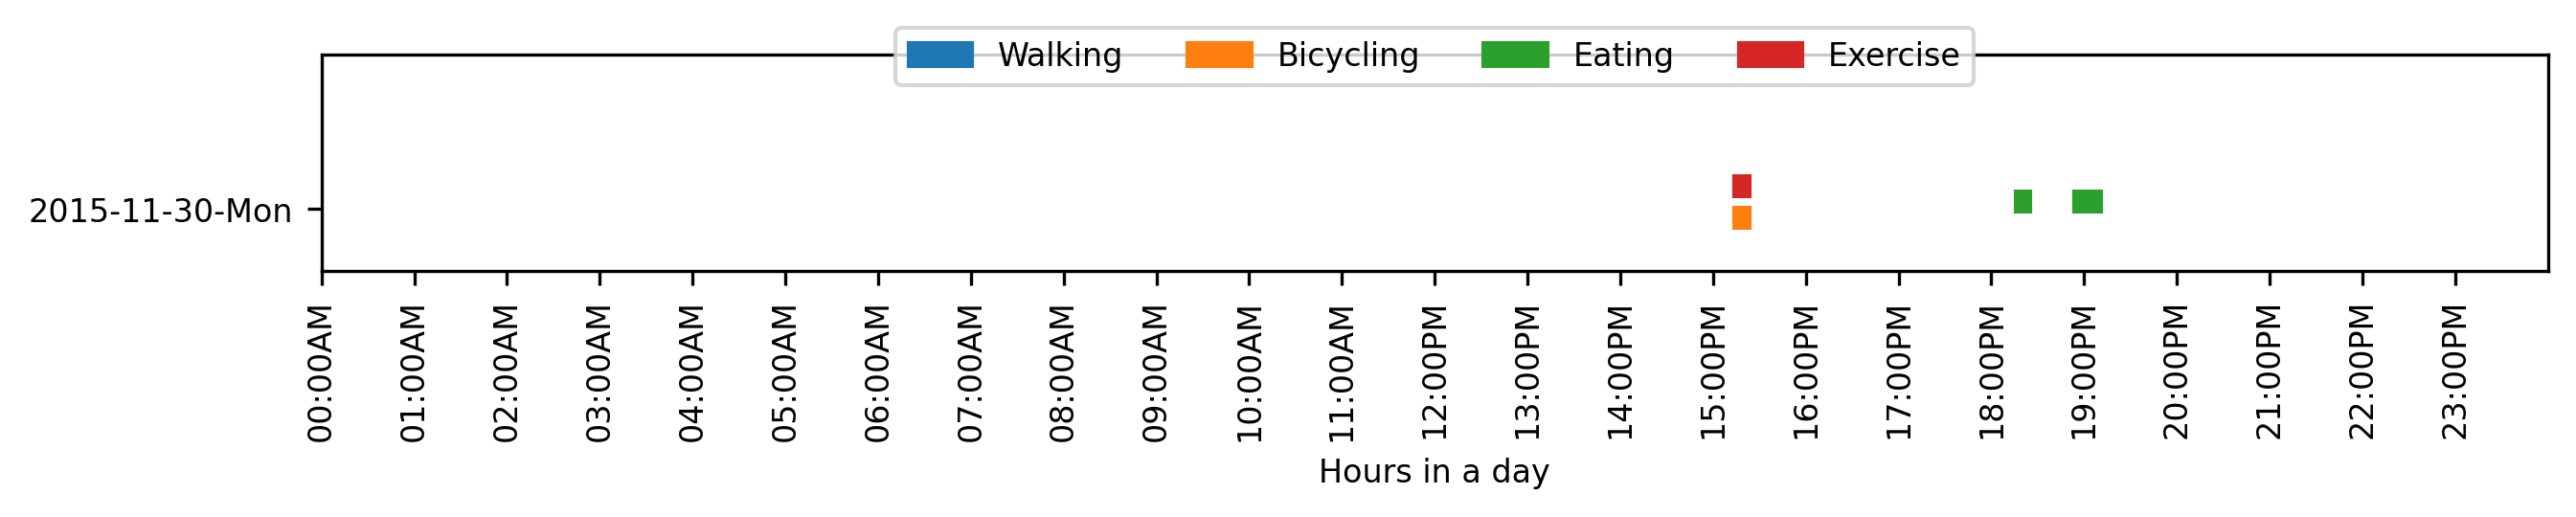 Walking Bicycling Eating Exercise
2015-11-30-Mon
00:00AM 01:00AM 02:00AM 03:00AM 04:00AM 05:00AM 06:00AM 07:00AM 08:00AM 09:00AM 10:00AM 11:00AM 12:00PM 13:00PM 14:00PM 15:00PM 16:00PM 17:00PM 18:00PM 19:00PM 20:00PM 21:00PM 22:00PM 23:00PM
Hours in a day